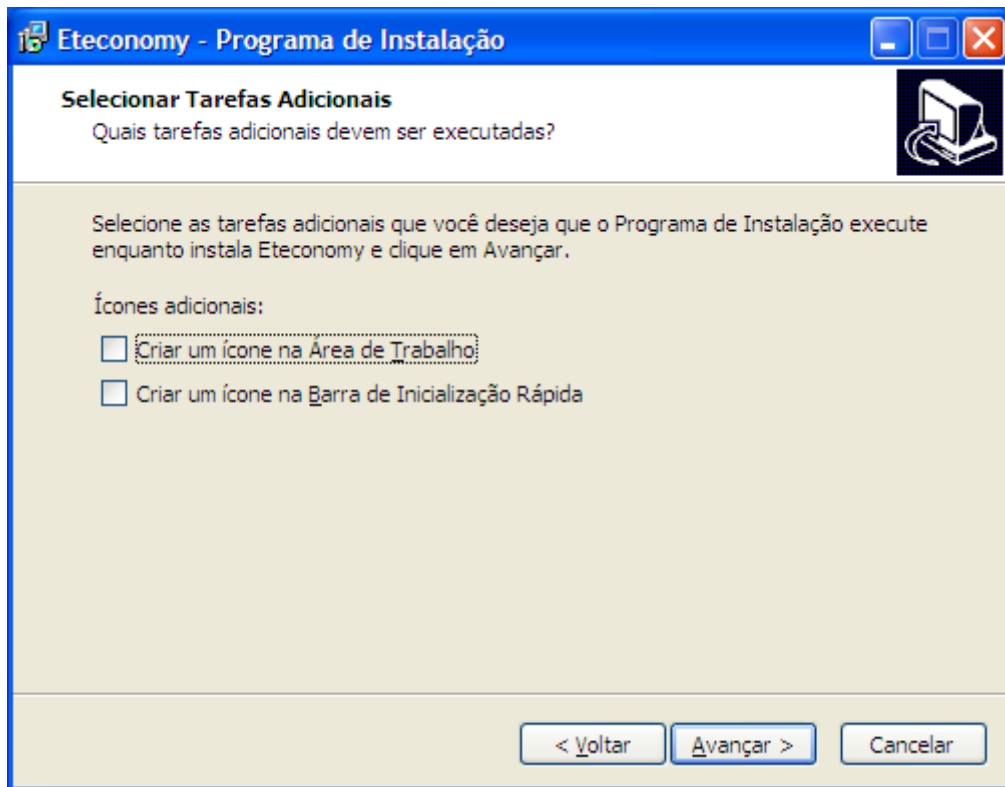 Eteconomy - Programa de Instalação
Selecionar Tarefas Adicionais
Quais tarefas adicionais devem ser executadas?
Selecione as tarefas adicionais que você deseja que o Programa de Instalação execute
enquanto instala Eteconomy e clique em Avançar.
Ícones adicionais:
Criar um ícone na Área de Trabalho
Criar um ícone na Barra de Inicialização Rápida
< Voltar
Avançar >
Cancelar